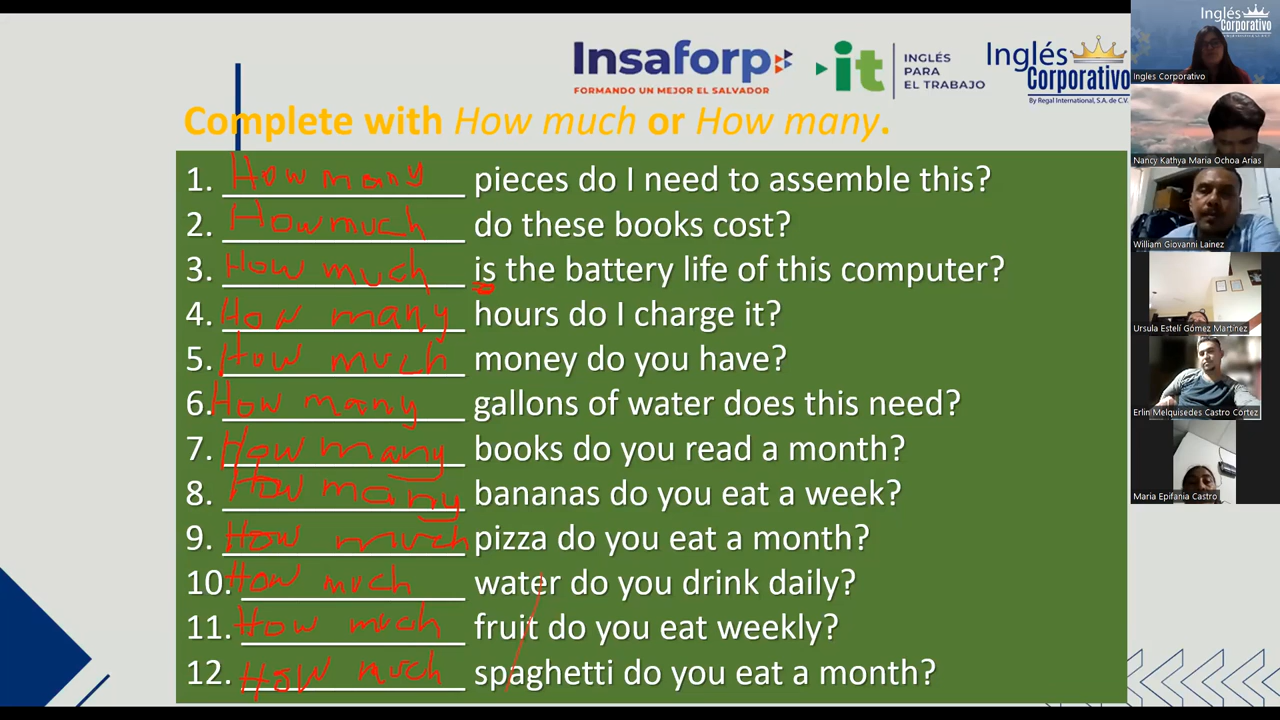 Insaforp
FORMANDO UN MEJOR EL SALVADOR
it INGLÉS PARA EL TRABAJO
Inglés Corporativo
By Regal International, S.A. de C.V.
Complete with How much or How many.
1. How many pieces do I need to assemble this?
2. How much do these books cost?
3. How much is the battery life of this computer?
4. How many hours do I charge it?
5. How much money do you have?
6. How many gallons of water does this need?
7. How many books do you read a month?
8. How many bananas do you eat a week?
9. How much pizza do you eat a month?
10. How much water do you drink daily?
11. How much fruit do you eat weekly?
12. How much spaghetti do you eat a month?
Inglés Corporativo
Ingles Corporativo
Nancy Kathya Maria Ochoa Arias
William Giovanni Lainez
Ursula Estelí Gómez Martínez
Erlin Melquisedes Castro Cortez
Maria Epifania Castro